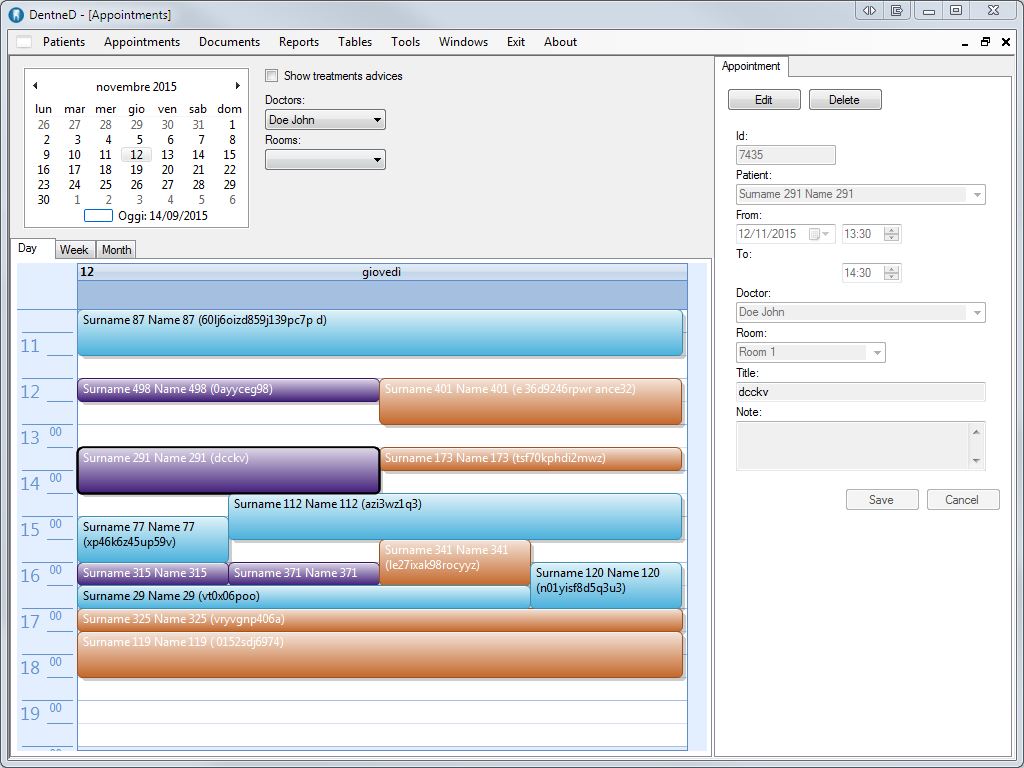 DentneD - [Appointments]
Patients Appointments Documents Reports Tables Tools Windows Exit About
novembre 2015
lun mar mer gio ven sab dom
26 27 28 29 30 31 1
2 3 4 5 6 7 8
9 10 11 12 13 14 15
16 17 18 19 20 21 22
23 24 25 26 27 28 29
30 1 2 3 4 5 6
Oggi: 14/09/2015
Show treatments advices
Doctors:
Doe John
Rooms:
Day Week Month
12 giovedì
Surname 87 Name 87 (60lj6oizd859j139pc7p d)
11
12
Surname 498 Name 498 (0ayyceg98)
Surname 401 Name 401 (e 36d9246rpwr ance32)
13 00
Surname 291 Name 291 (dcckv)
Surname 173 Name 173 (tsf70kphdi2mwz)
14 00
Surname 112 Name 112 (azi3wz1q3)
15 00
Surname 77 Name 77
(xp46k6z45up59v)
Surname 341 Name 341
(le27ixak98rocyyz)
16 00
Surname 315 Name 315
Surname 371 Name 371
Surname 120 Name 120
(n01yisf8d5q3u3)
Surname 29 Name 29 (vt0x06poo)
17 00
Surname 325 Name 325 (vryvgnp406a)
Surname 119 Name 119 ( 0152sdj6974)
18 00
19 00
Appointment
Edit Delete
Id:
7435
Patient:
Surname 291 Name 291
From:
12/11/2015 13:30
To:
14:30
Doctor:
Doe John
Room:
Room 1
Title:
dcckv
Note:
Save Cancel